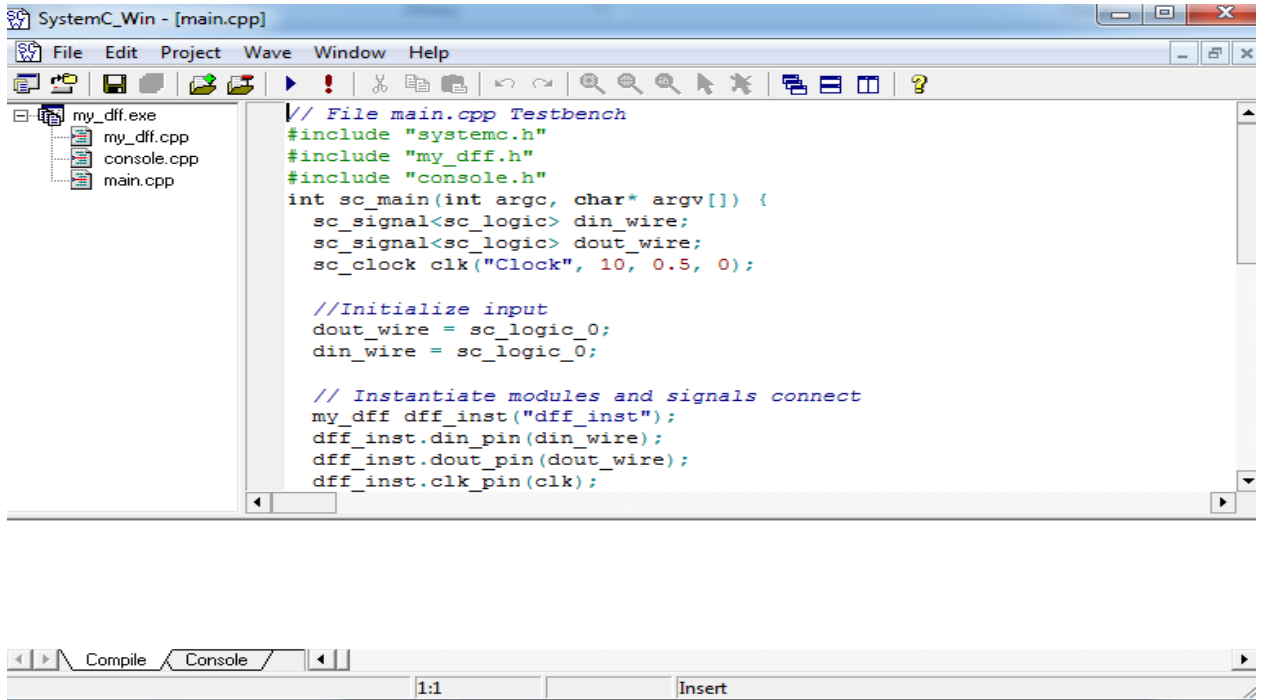 SystemC_Win - [main.cpp]
File Edit Project Wave Window Help
my_dff.exe
my_dff.cpp
console.cpp
main.cpp
// File main.cpp Testbench
#include "systemc.h"
#include "my_dff.h"
#include "console.h"
int sc_main(int argc, char* argv[]) {
sc_signal<sc_logic> din_wire;
sc_signal<sc_logic> dout_wire;
sc_clock clk("Clock", 10, 0.5, 0);
//Initialize input
dout_wire = sc_logic_0;
din_wire = sc_logic_0;
// Instantiate modules and signals connect
my_dff dff_inst("dff_inst");
dff_inst.din_pin(din_wire);
dff_inst.dout_pin(dout_wire);
dff_inst.clk_pin(clk);
Compile Console
1:1 Insert